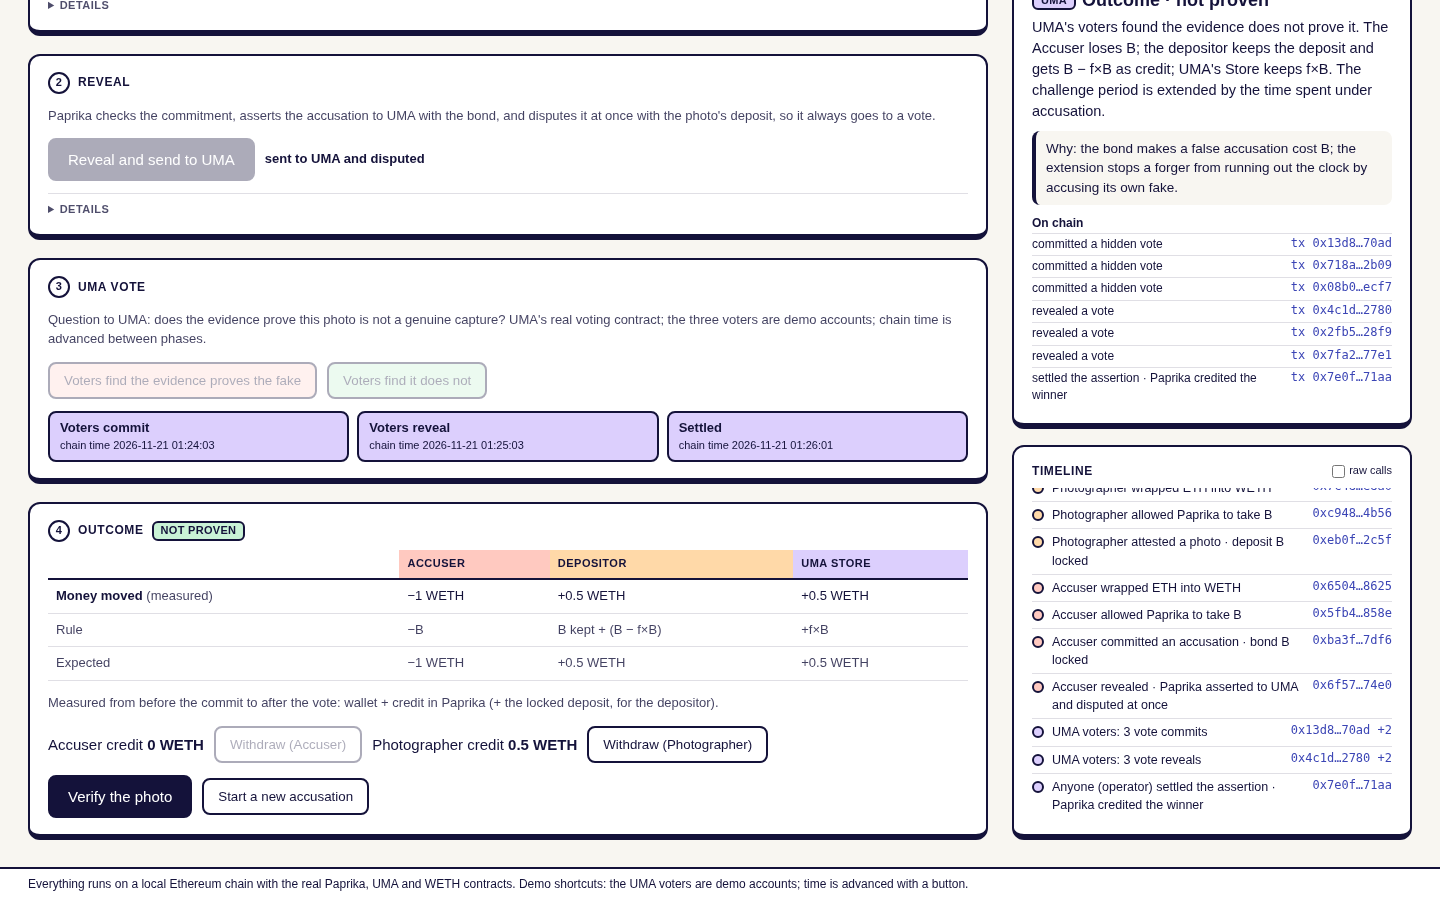 ▶ DETAILS
2 REVEAL
Paprika checks the commitment, asserts the accusation to UMA with the bond, and disputes it at once with the photo's deposit, so it always goes to a vote.
Reveal and send to UMA sent to UMA and disputed
▶ DETAILS
3 UMA VOTE
Question to UMA: does the evidence prove this photo is not a genuine capture? UMA's real voting contract; the three voters are demo accounts; chain time is
advanced between phases.
Voters find the evidence proves the fake Voters find it does not
Voters commit
chain time 2026-11-21 01:24:03
Voters reveal
chain time 2026-11-21 01:25:03
Settled
chain time 2026-11-21 01:26:01
4 OUTCOME NOT PROVEN
ACCUSER DEPOSITOR UMA STORE
Money moved (measured) −1 WETH +0.5 WETH +0.5 WETH
Rule −B B kept + (B − f×B) +f×B
Expected −1 WETH +0.5 WETH +0.5 WETH
Measured from before the commit to after the vote: wallet + credit in Paprika (+ the locked deposit, for the depositor).
Accuser credit 0 WETH Withdraw (Accuser) Photographer credit 0.5 WETH Withdraw (Photographer)
Verify the photo Start a new accusation
UMA Outcome · not proven
UMA's voters found the evidence does not prove it. The
Accuser loses B; the depositor keeps the deposit and
gets B − f×B as credit; UMA's Store keeps f×B. The
challenge period is extended by the time spent under
accusation.
Why: the bond makes a false accusation cost B; the
extension stops a forger from running out the clock by
accusing its own fake.
On chain
committed a hidden vote tx 0x13d8…70ad
committed a hidden vote tx 0x718a…2b09
committed a hidden vote tx 0x08b0…ecf7
revealed a vote tx 0x4c1d…2780
revealed a vote tx 0x2fb5…28f9
revealed a vote tx 0x7fa2…77e1
settled the assertion · Paprika credited the tx 0x7e0f…71aa
winner
TIMELINE raw calls
Photographer wrapped ETH into WETH
Photographer allowed Paprika to take B 0xc948…4b56
Photographer attested a photo · deposit B 0xeb0f…2c5f
locked
Accuser wrapped ETH into WETH 0x6504…8625
Accuser allowed Paprika to take B 0x5fb4…858e
Accuser committed an accusation · bond B 0xba3f…7df6
locked
Accuser revealed · Paprika asserted to UMA 0x6f57…74e0
and disputed at once
UMA voters: 3 vote commits 0x13d8…70ad +2
UMA voters: 3 vote reveals 0x4c1d…2780 +2
Anyone (operator) settled the assertion · 0x7e0f…71aa
Paprika credited the winner
Everything runs on a local Ethereum chain with the real Paprika, UMA and WETH contracts. Demo shortcuts: the UMA voters are demo accounts; time is advanced with a button.